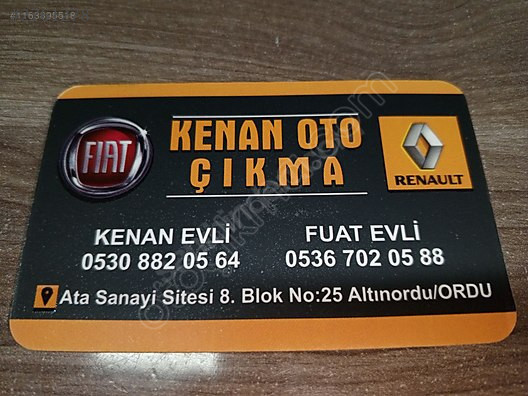 #1163395518
KENAN OTO
ÇIKMA
FIAT
RENAULT
KENAN EVLİ
0530 882 05 64
FUAT EVLİ
0536 702 05 88
Ata Sanayi Sitesi 8. Blok No:25 Altınordu/ORDU